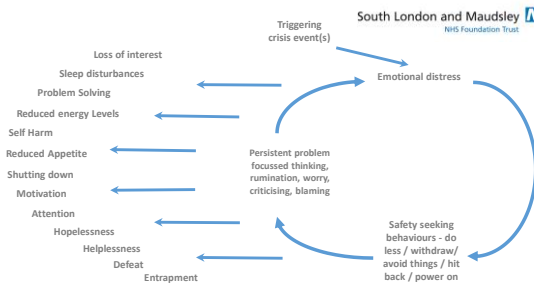 South London and Maudsley
NHS Foundation Trust
Triggering
crisis event(s)
Emotional distress
Loss of interest
Sleep disturbances
Problem Solving
Reduced energy Levels
Self Harm
Reduced Appetite
Shutting down
Motivation
Attention
Hopelessness
Helplessness
Defeat
Entrapment
Persistent problem
focussed thinking,
rumination, worry,
criticising, blaming
Safety seeking
behaviours - do
less / withdraw/
avoid things / hit
back / power on